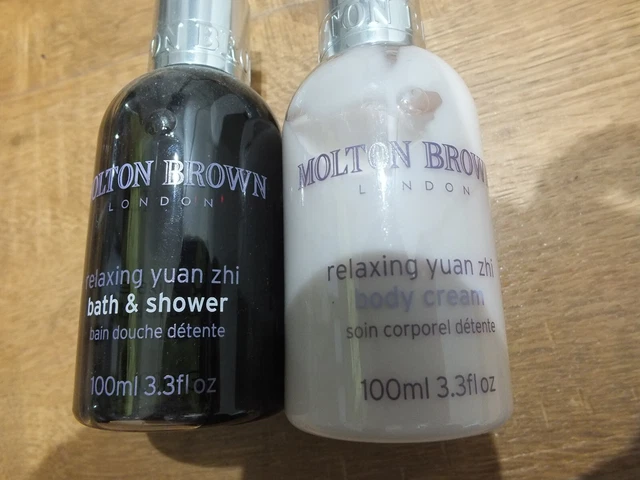 MOLTON BROWN
LONDON
relaxing yuan zhi
bath & shower
bain douche détente
100ml 3.3fl oz
MOLTON BROWN
LONDON
relaxing yuan zhi
body cream
soin corporel détente
100ml 3.3fl oz